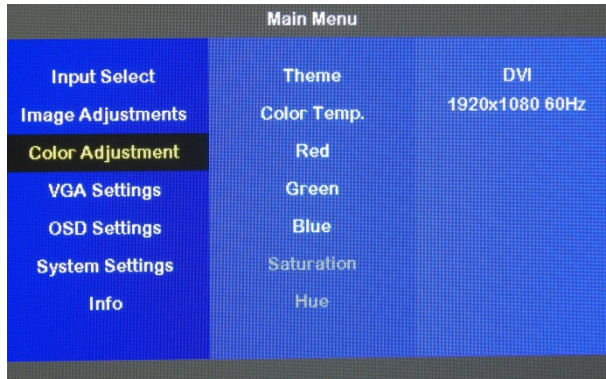 Main Menu
Input Select
Image Adjustments
Color Adjustment
VGA Settings
OSD Settings
System Settings
Info
Theme
Color Temp.
Red
Green
Blue
Saturation
Hue
DVI
1920x1080 60Hz